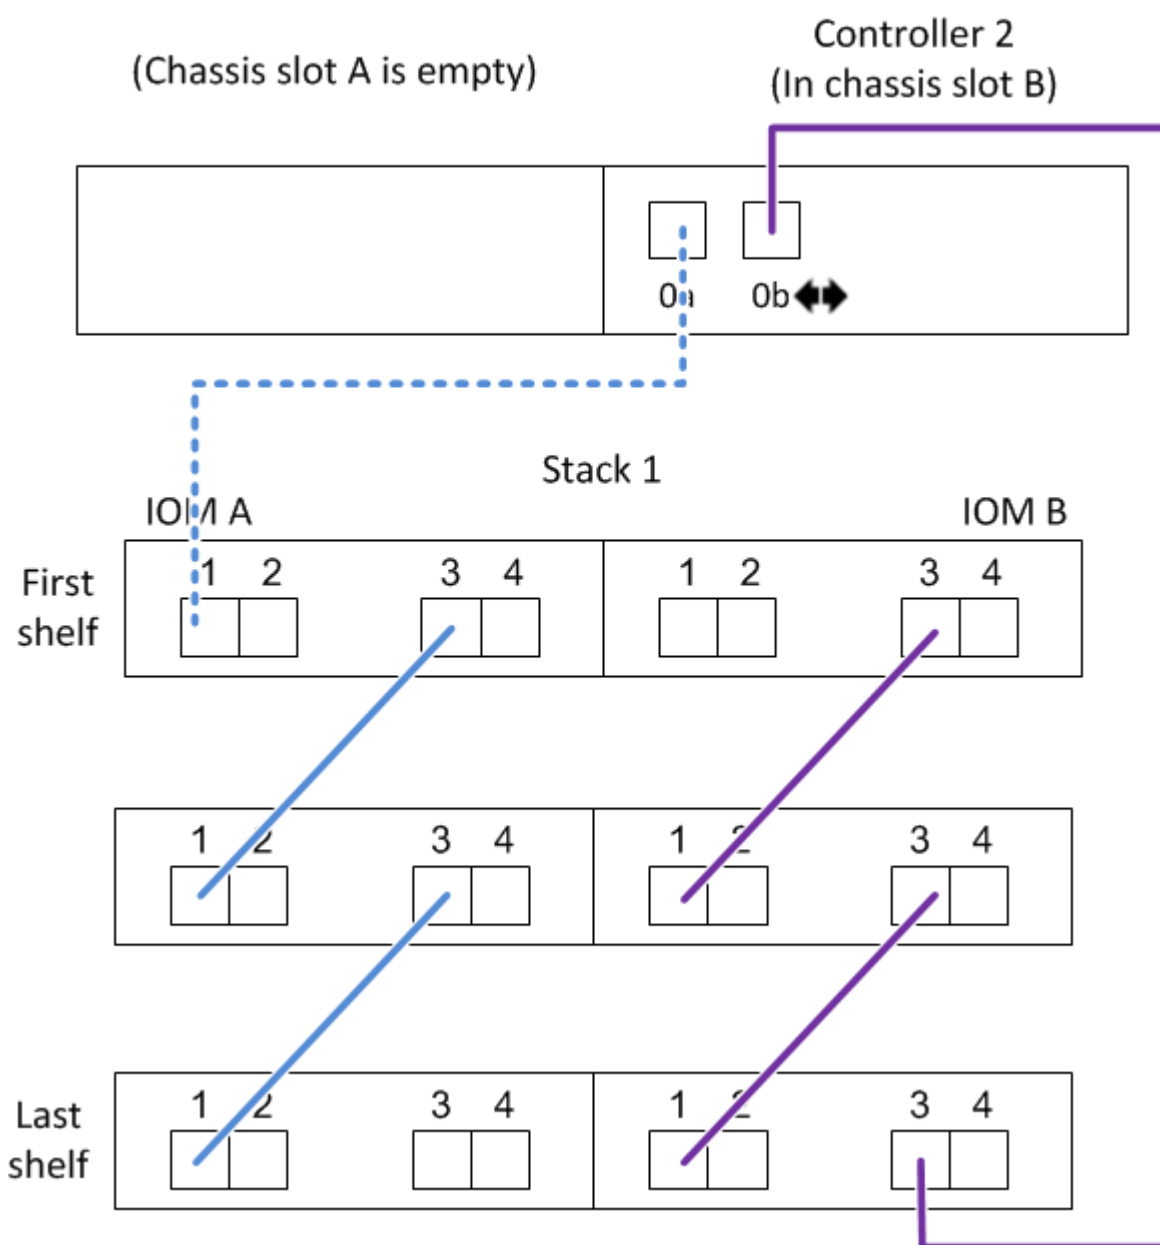 (Chassis slot A is empty)
Controller 2
(In chassis slot B)
0a 0b
Stack 1
IOM A IOM B
First
shelf
1 2 3 4 1 2 3 4
1 2 3 4 1 2 3 4
Last
shelf
1 2 3 4 1 2 3 4